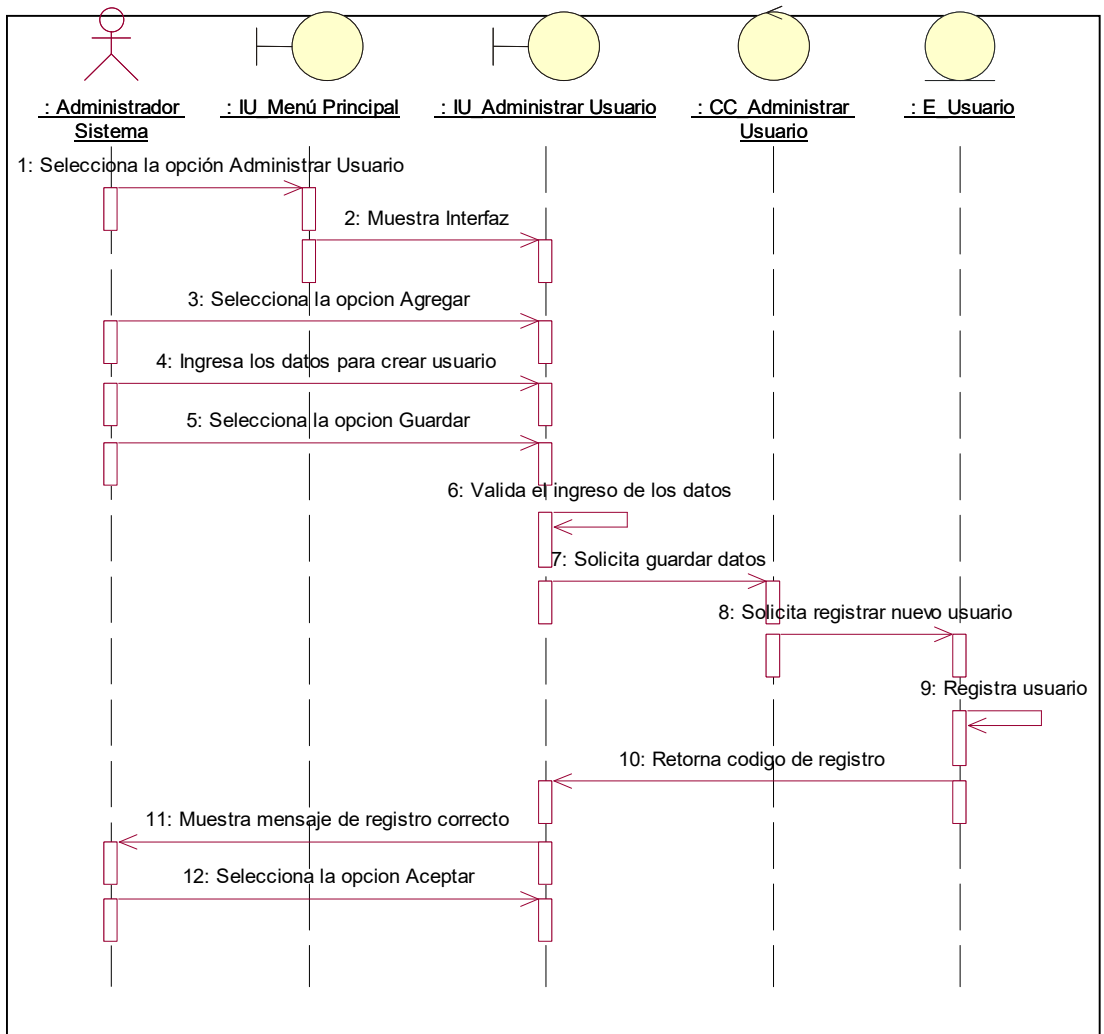 : Administrador
Sistema
: IU_Menú Principal
: IU_Administrar Usuario
: CC_Administrar
Usuario
: E_Usuario
1: Selecciona la opción Administrar Usuario
2: Muestra Interfaz
3: Selecciona la opcion Agregar
4: Ingresa los datos para crear usuario
5: Selecciona la opcion Guardar
6: Valida el ingreso de los datos
7: Solicita guardar datos
8: Solicita registrar nuevo usuario
9: Registra usuario
10: Retorna codigo de registro
11: Muestra mensaje de registro correcto
12: Selecciona la opcion Aceptar